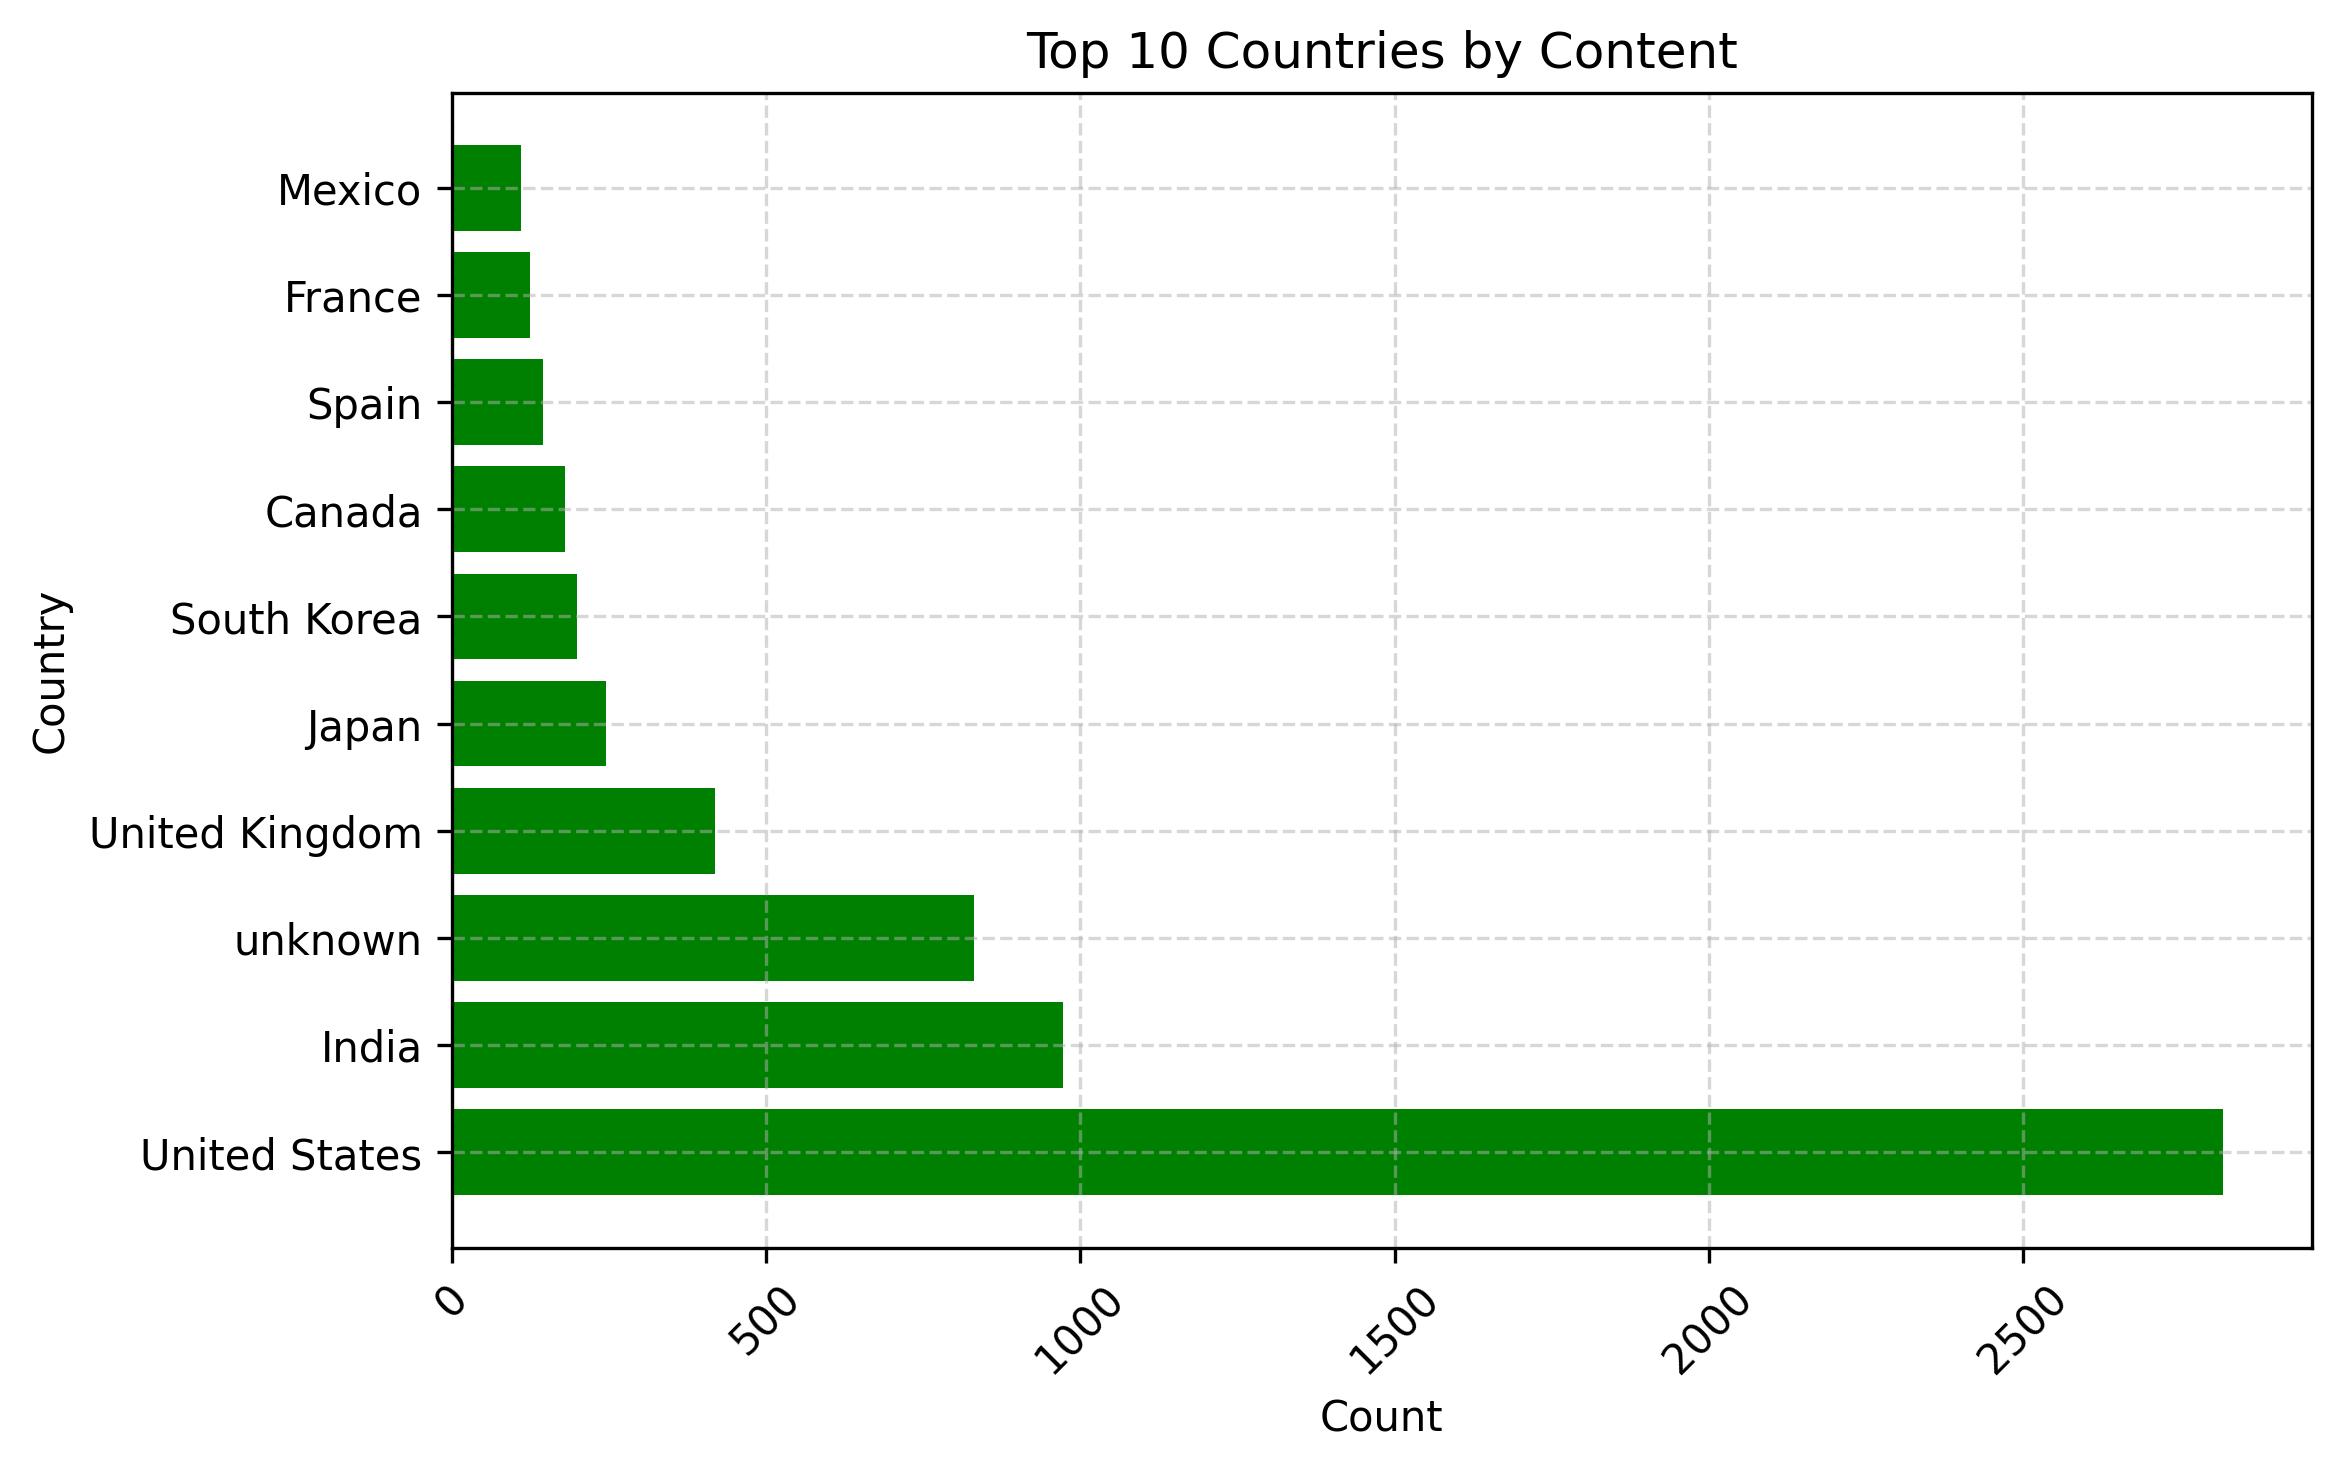 Top 10 Countries by Content
Mexico
France
Spain
Canada
South Korea
Japan
United Kingdom
unknown
India
United States
Country
0
500
1000
1500
2000
2500
Count